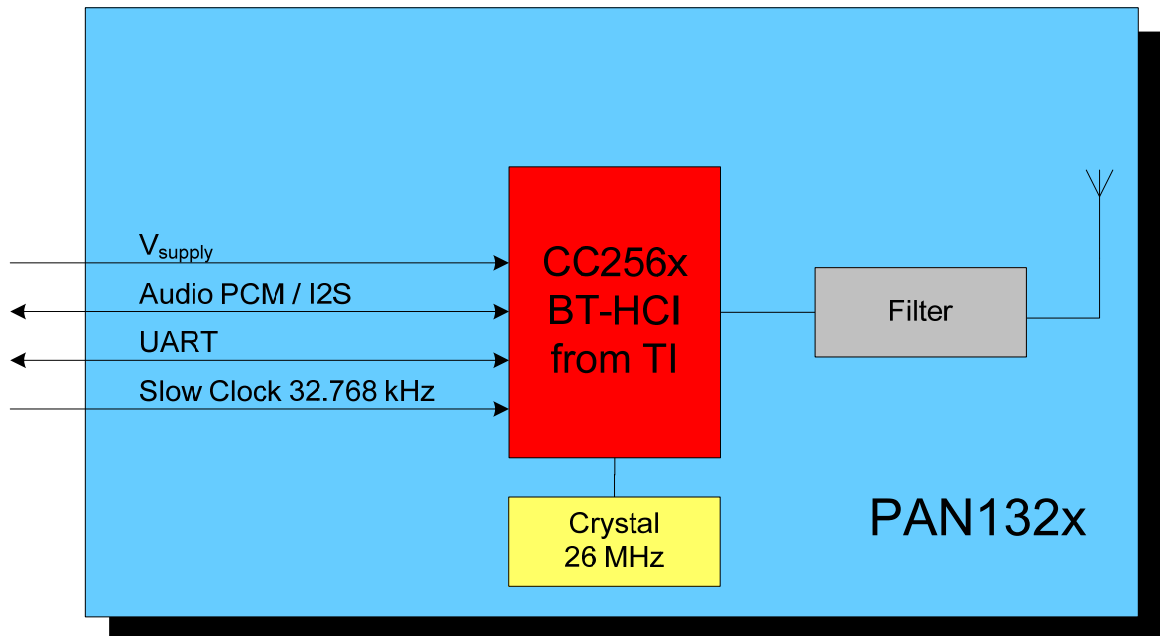 Vsupply
Audio PCM / I2S
UART
Slow Clock 32.768 kHz
CC256x
BT-HCI
from TI
Filter
Crystal
26 MHz
PAN132x